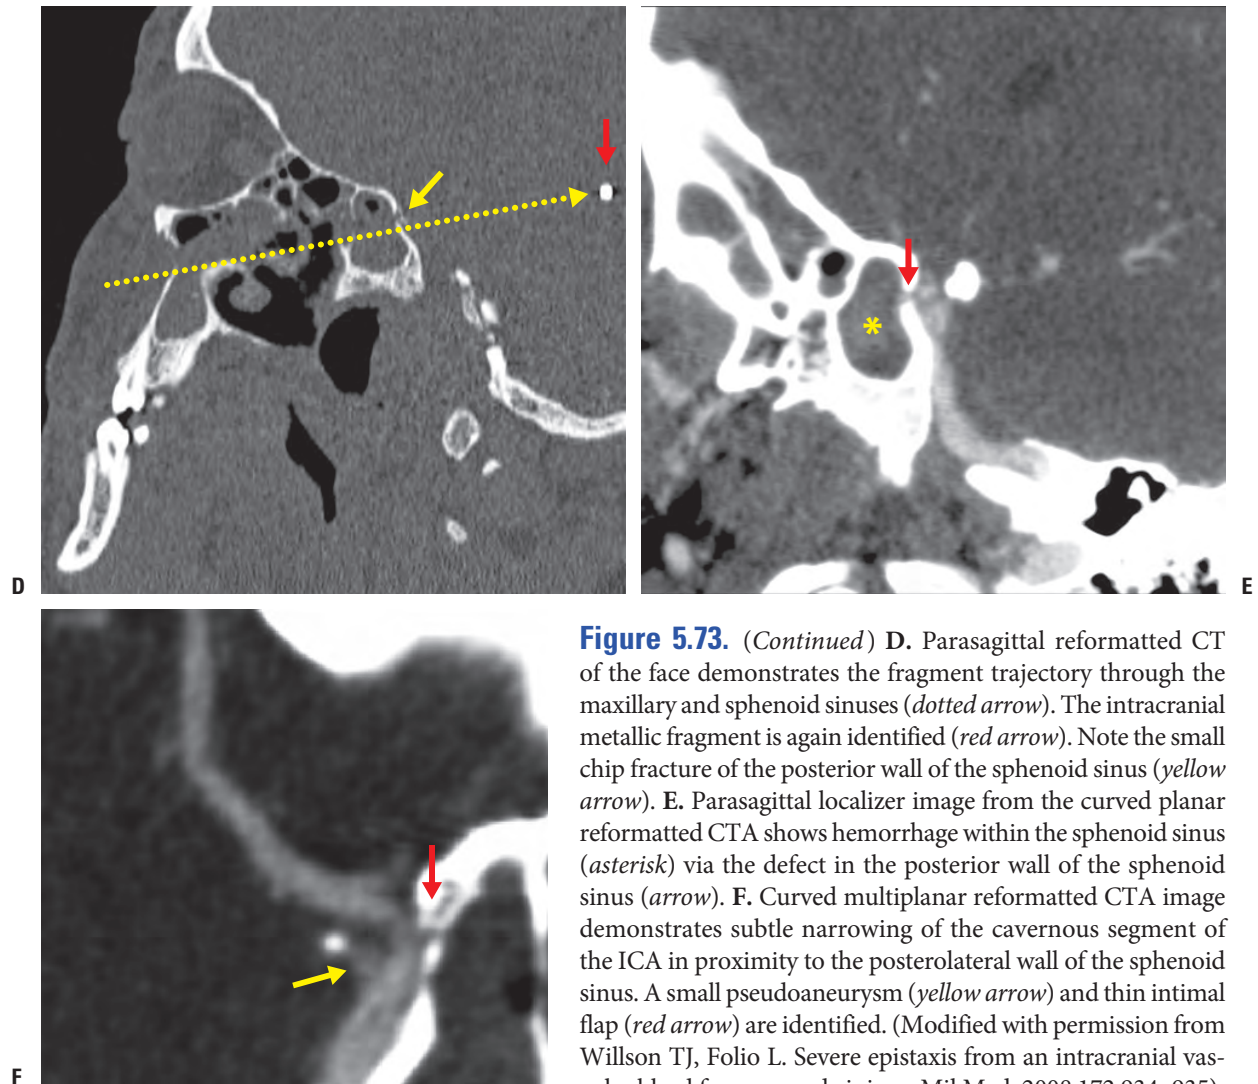 D
E
Figure 5.73. (Continued) D. Parasagittal reformatted CT
of the face demonstrates the fragment trajectory through the
maxillary and sphenoid sinuses (dotted arrow). The intracranial
metallic fragment is again identified (red arrow). Note the small
chip fracture of the posterior wall of the sphenoid sinus (yellow
arrow). E. Parasagittal localizer image from the curved planar
reformatted CTA shows hemorrhage within the sphenoid sinus
(asterisk) via the defect in the posterior wall of the sphenoid
sinus (arrow). F. Curved multiplanar reformatted CTA image
demonstrates subtle narrowing of the cavernous segment of
the ICA in proximity to the posterolateral wall of the sphenoid
sinus. A small pseudoaneurysm (yellow arrow) and thin intimal
flap (red arrow) are identified. (Modified with permission from
Willson TJ, Folio L. Severe epistaxis from an intracranial vas-
F